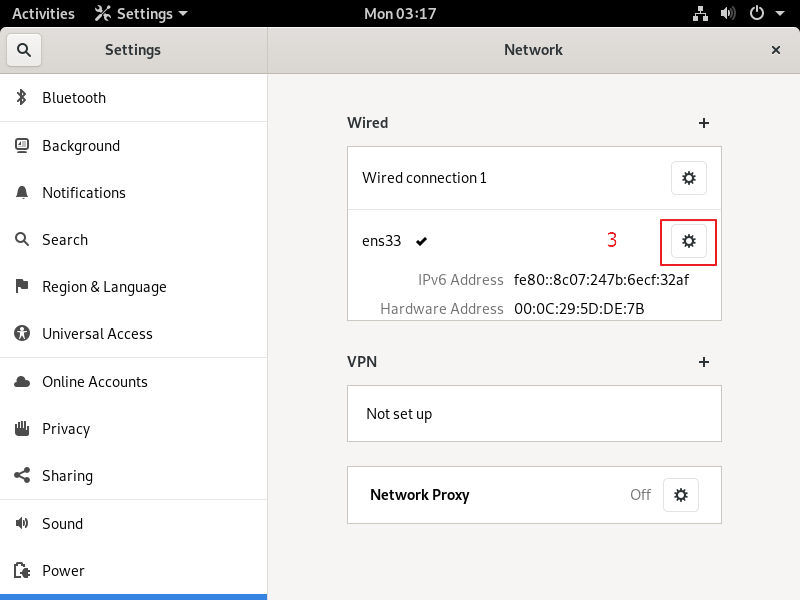 Activities Settings Mon 03:17
Settings Network
Bluetooth
Background
Notifications
Search
Region & Language
Universal Access
Online Accounts
Privacy
Sharing
Sound
Power
Wired
Wired connection 1
ens33 3
IPv6 Address fe80::8c07:247b:6ecf:32af
Hardware Address 00:0C:29:5D:DE:7B
VPN
Not set up
Network Proxy Off